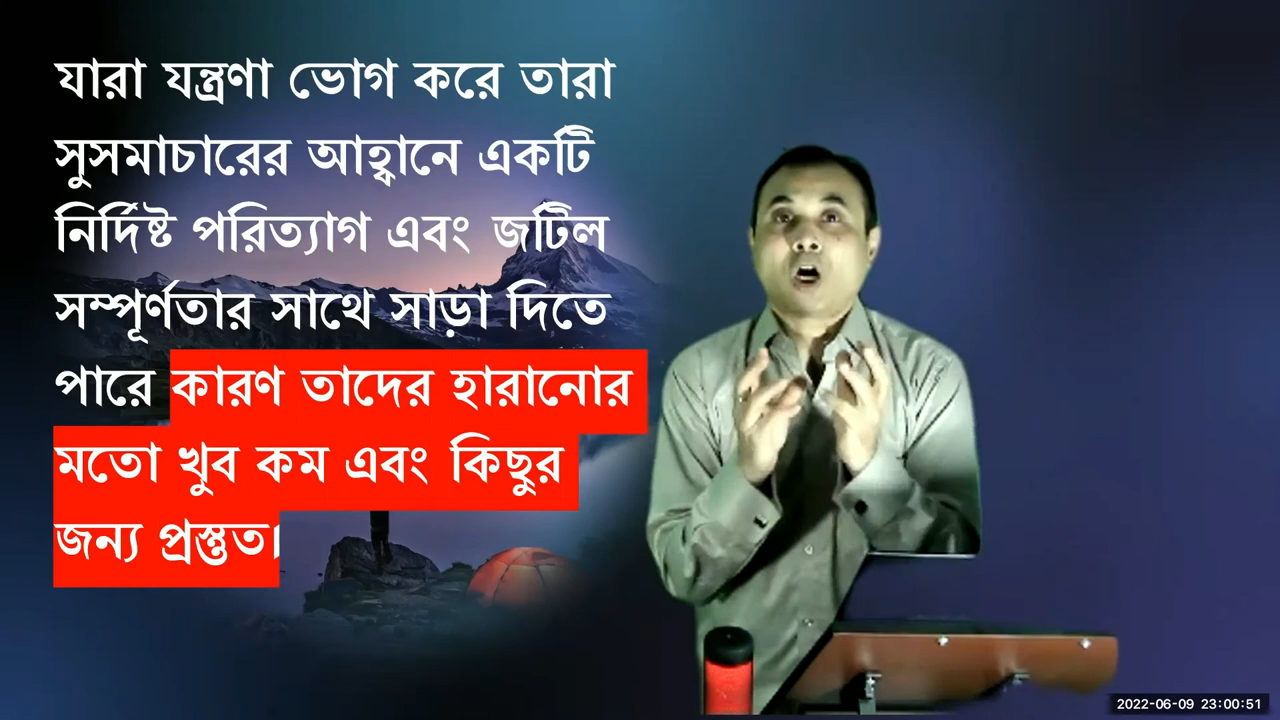 যারা যন্ত্রণা ভোগ করে তারা
সুসমাচারের আহ্বানে একটি
নির্দিষ্ট পরিত্যাগ এবং জটিল
সম্পূর্ণতার সাথে সাড়া দিতে
পারে কারণ তাদের হারানোর
মতো খুব কম এবং কিছুর
জন্য প্রস্তুত।
2022-06-09 23:00:51